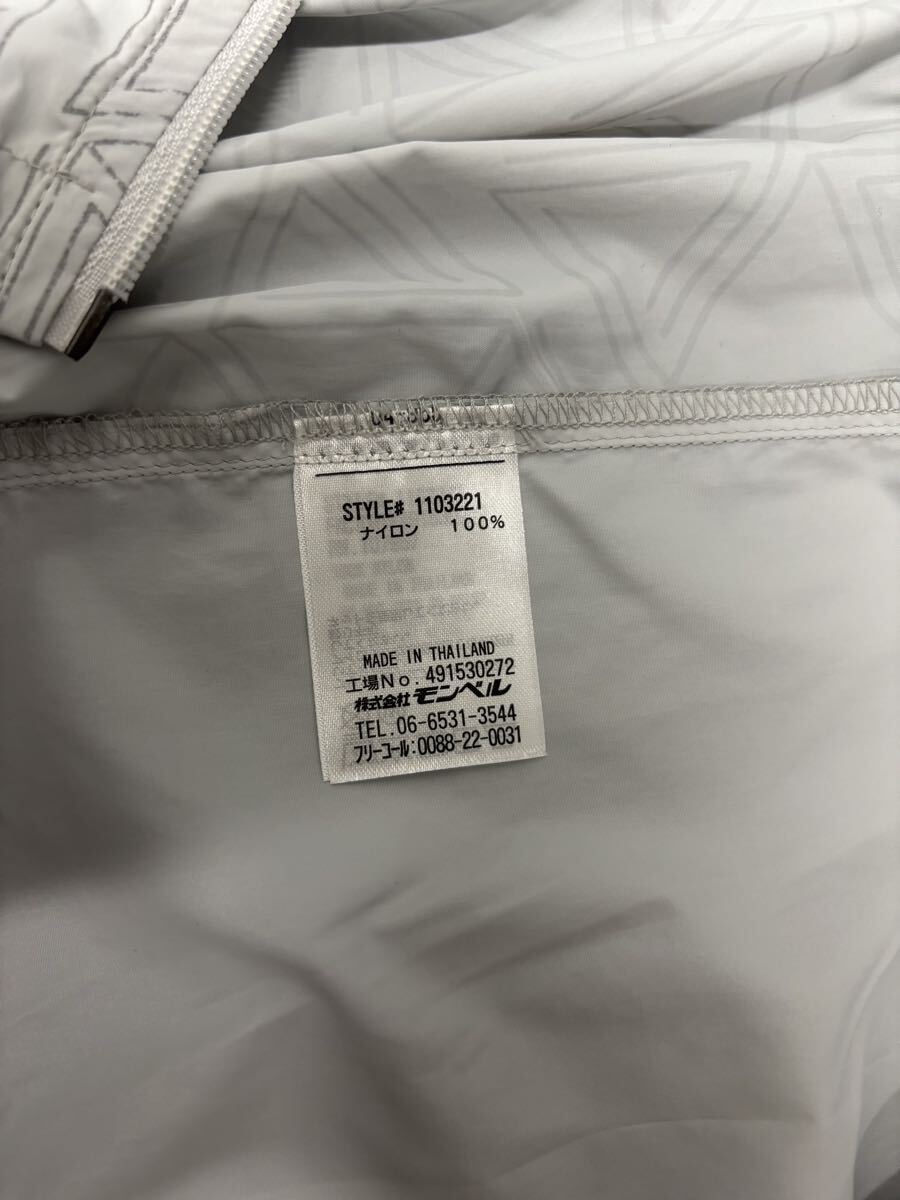 STYLE# 1103221
ナイロン 100%
MADE IN THAILAND
工場No. 491530272
株式会社モンベル
TEL.06-6531-3544
フリーコール:0088-22-0031